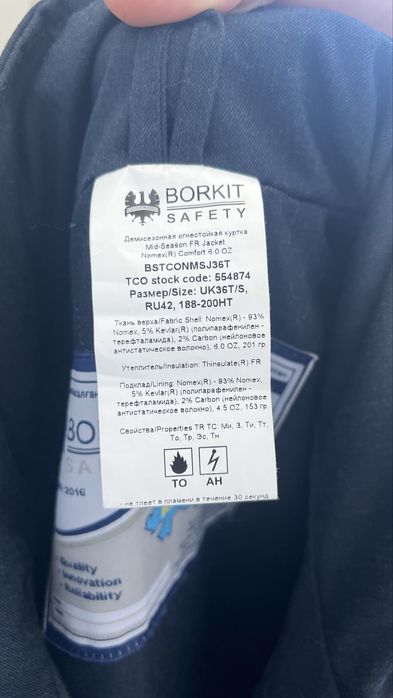 BORKIT
SAFETY
Демисезонная огнестойкая куртка
Mid-Season FR Jacket
Nomex(R) Comfort 6.0 OZ
BSTCONMSJ36T
TCO stock code: 554874
Размер/Size: UK36T/S,
RU42, 188-200HT
Ткань верха/Fabric Shell: Nomex(R) - 93%
Nomex, 5% Kevlar(R) (полипарафенилен -
терефталамида), 2% Carbon (нейлоновое
антистатическое волокно), 6.0 OZ, 201 гр.
Утеплитель/Insulation: Thinsulate(R) FR
Подклад/Lining: Nomex(R) - 93% Nomex,
5% Kevlar(R) (полипарафенилен -
терефталамида), 2% Carbon (нейлоновое
антистатическое волокно), 4.5 OZ, 153 гр.
Свойства/Properties TR TC: Ми, З, Ти, Тт,
То, Тр, Эс, Тн
ТО АН
- не тлеет в пламени в течение 30 секунд
BO
SA
2016
- Quality
- Innovation
- Reliability